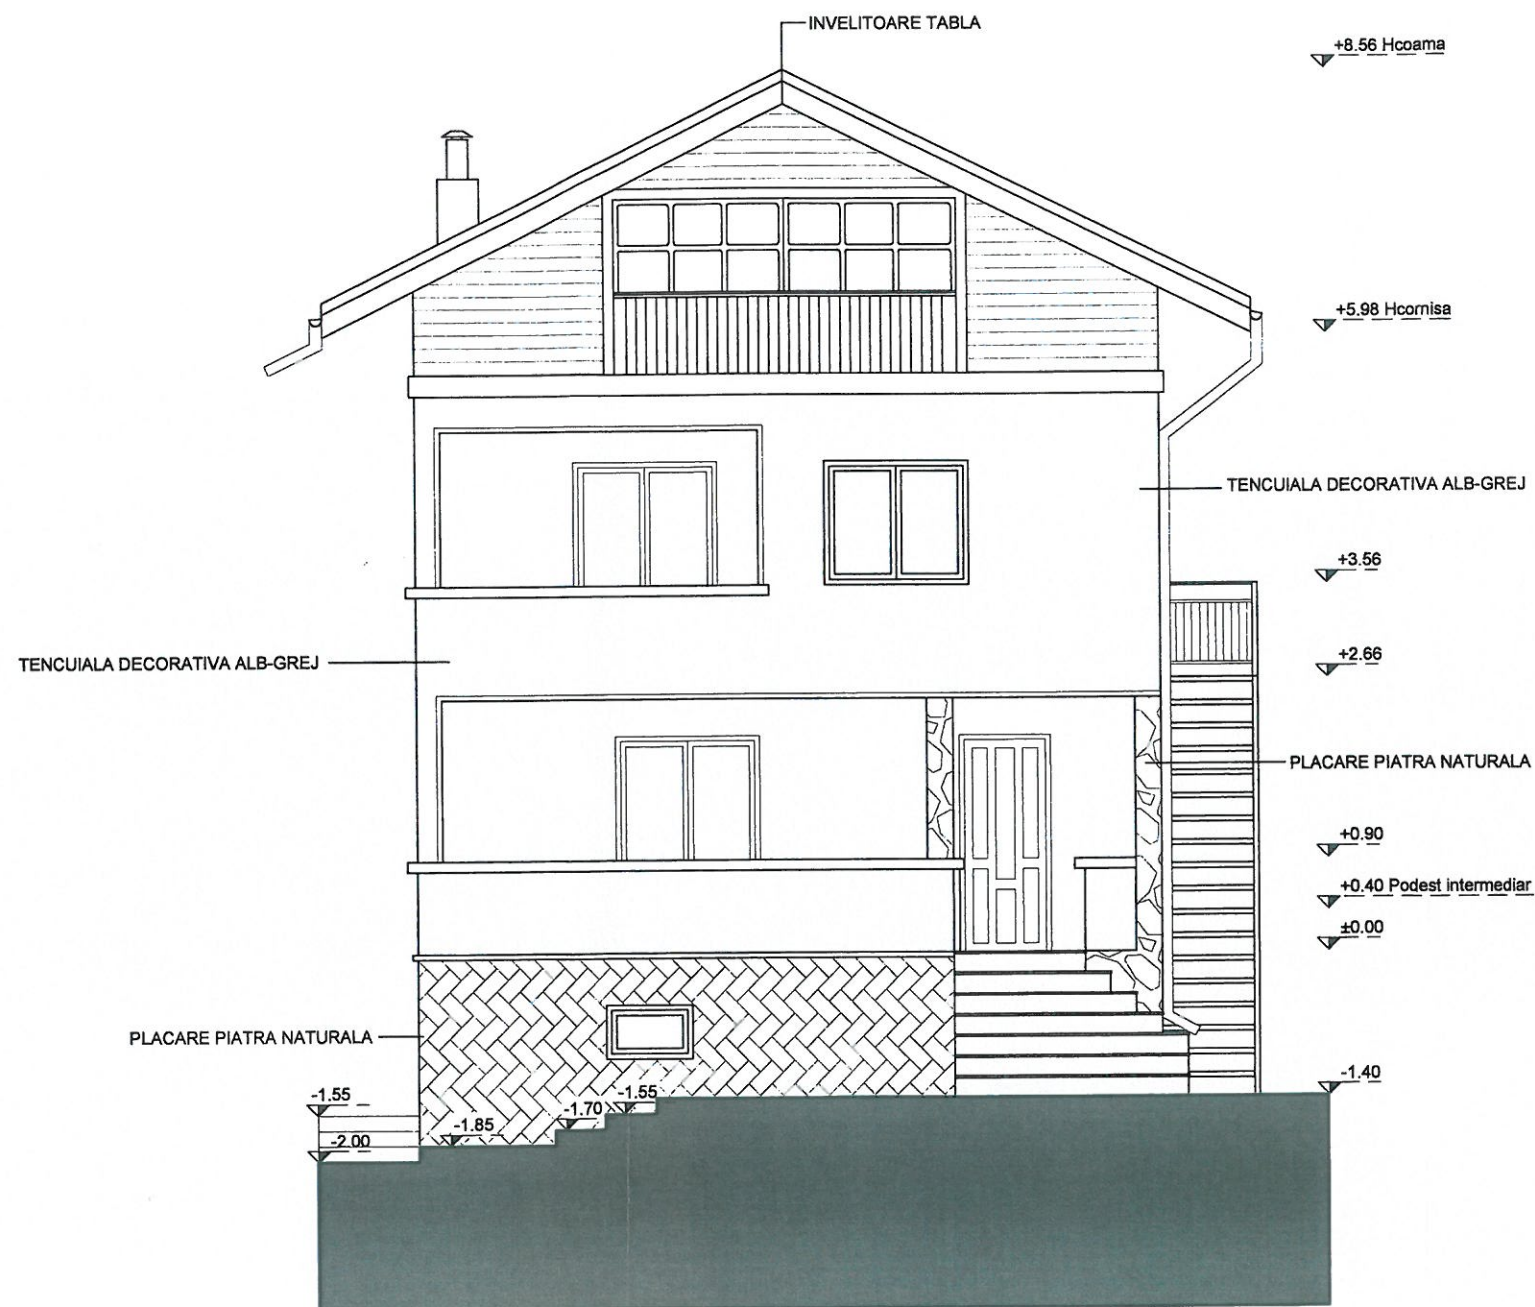 INVELITOARE TABLA
+8.56 Hcoama
+5.98 Hcornisa
TENCUIALA DECORATIVA ALB-GREJ
+3.56
+2.66
TENCUIALA DECORATIVA ALB-GREJ
PLACARE PIATRA NATURALA
+0.90
+0.40 Podest intermediar
±0.00
PLACARE PIATRA NATURALA
-1.40
-1.55
-1.55
-1.70
-1.85
-2.00